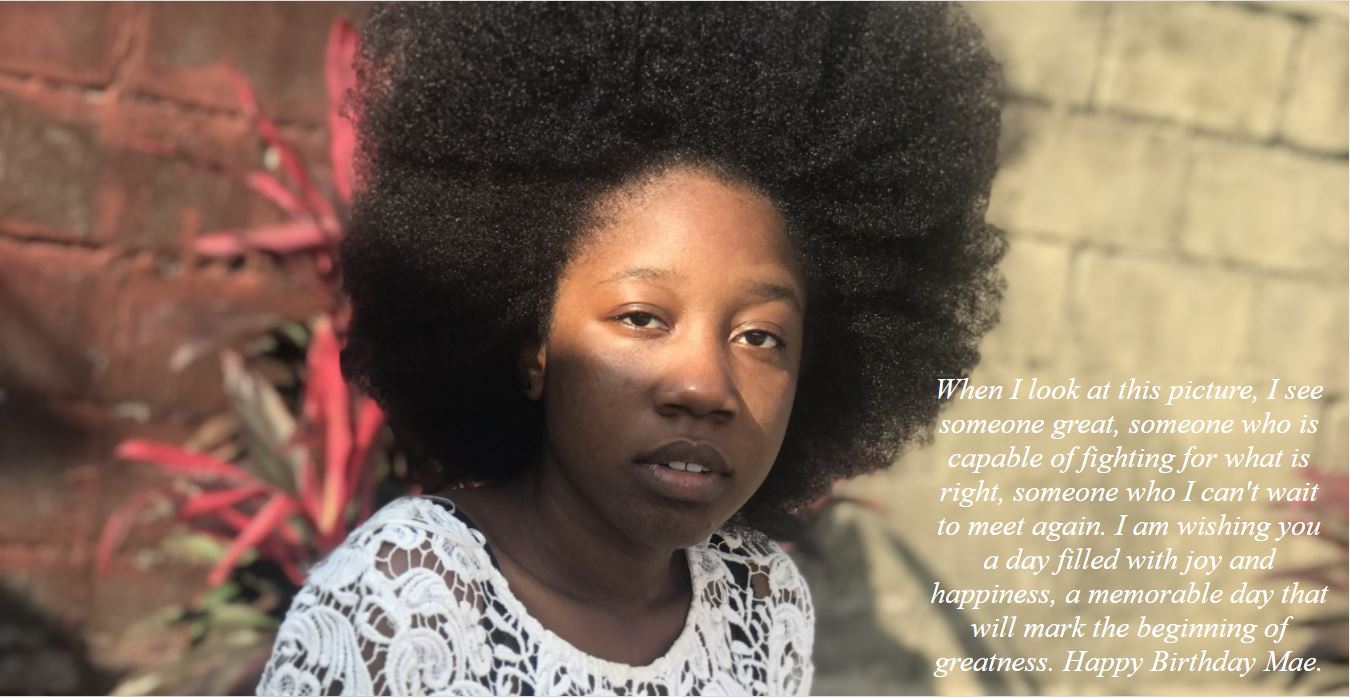 When I look at this picture, I see
someone great, someone who is
capable of fighting for what is
right, someone who I can't wait
to meet again. I am wishing you
a day filled with joy and
happiness, a memorable day that
will mark the beginning of
greatness. Happy Birthday Mae.